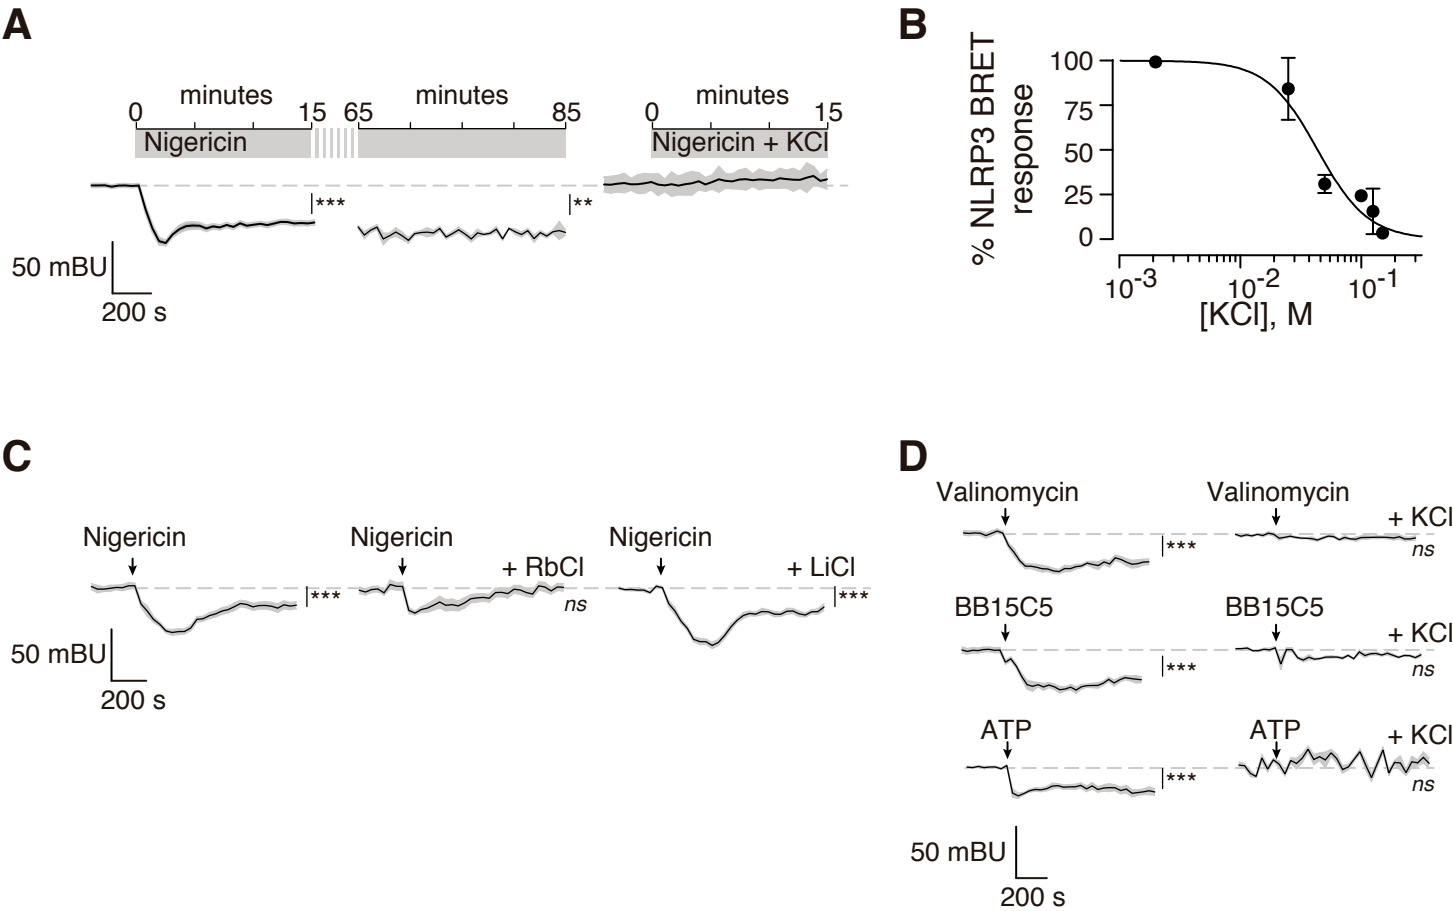 A
minutes
minutes
minutes
0
15
65
85
0
15
Nigericin
Nigericin + KCl
***
**
50 mBU
200 s
B
% NLRP3 BRET
response
100
75
50
25
0
10-3
10-2
10-1
[KCl], M
C
Nigericin
Nigericin
Nigericin
+ RbCl
+ LiCl
***
ns
***
50 mBU
200 s
D
Valinomycin
Valinomycin
+ KCl
***
ns
BB15C5
BB15C5
+ KCl
***
ns
ATP
ATP
+ KCl
***
ns
50 mBU
200 s